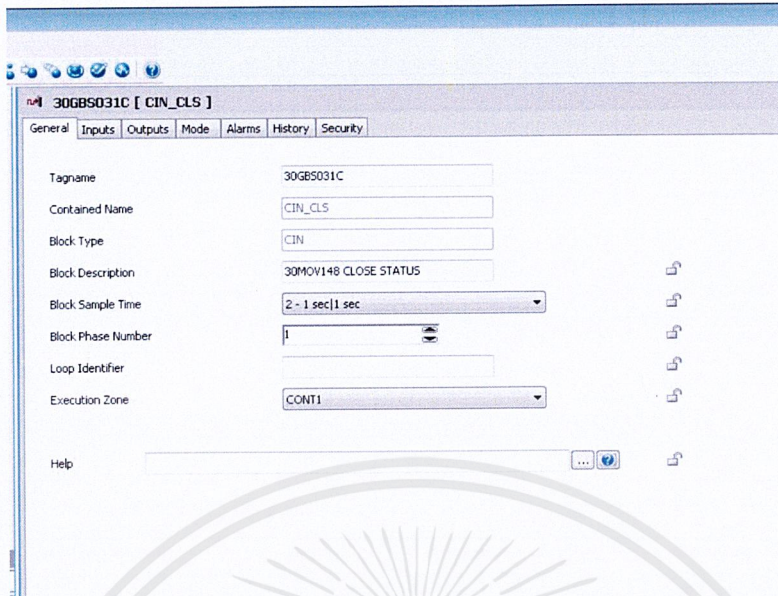 30GBS031C [ CIN_CLS ]
General Inputs Outputs Mode Alarms History Security
Tagname 30GBS031C
Contained Name CIN_CLS
Block Type CIN
Block Description 30MOV148 CLOSE STATUS
Block Sample Time 2 - 1 sec|1 sec
Block Phase Number 1
Loop Identifier
Execution Zone CONT1
Help ...